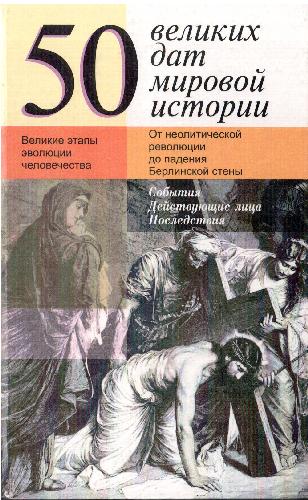 50
великих
дат
мировой
истории
Великие этапы
эволюции
человечества
От неолитической
революции
до падения
Берлинской стены
События
Действующие лица
Последствия